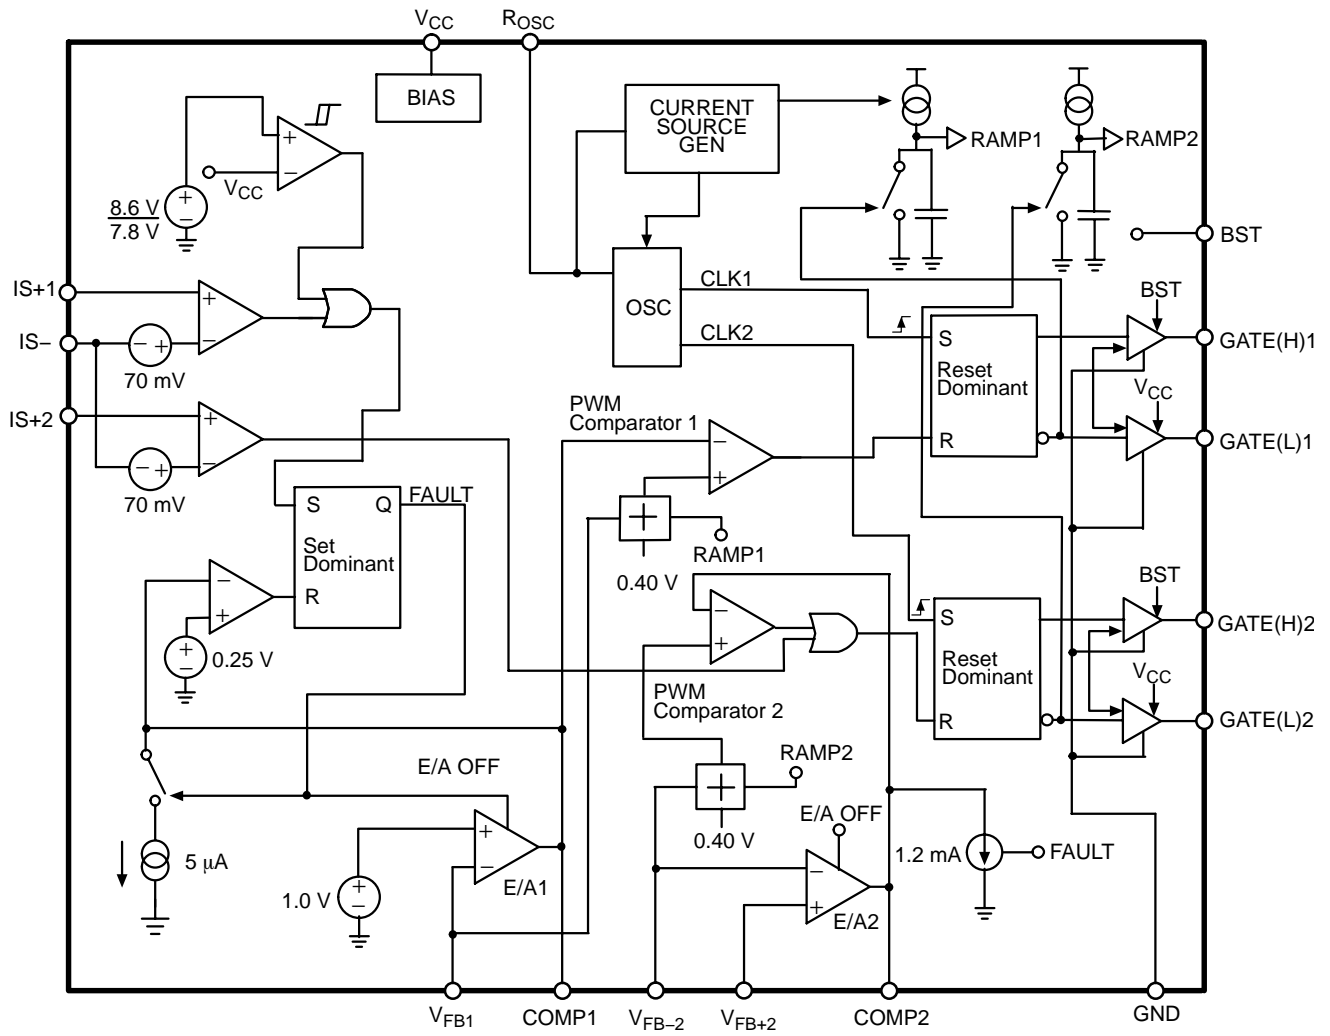 VCC
ROSC
BIAS
CURRENT
SOURCE
GEN
RAMP1
RAMP2
+
−
VCC
8.6 V
7.8 V
+
−
BST
IS+1
+
−
IS−
− +
70 mV
OSC
CLK1
CLK2
S
Reset
Dominant
R
BST
GATE(H)1
VCC
GATE(L)1
IS+2
+
−
− +
70 mV
PWM
Comparator 1
−
+
+
RAMP1
0.40 V
S
Q
FAULT
Set
Dominant
R
−
+
+
−
0.25 V
−
+
PWM
Comparator 2
S
Reset
Dominant
R
BST
GATE(H)2
VCC
GATE(L)2
E/A OFF
RAMP2
+
0.40 V
E/A OFF
5 μA
+
−
E/A1
1.0 V
+
−
−
+
E/A2
1.2 mA
FAULT
VFB1
COMP1
VFB−2
VFB+2
COMP2
GND